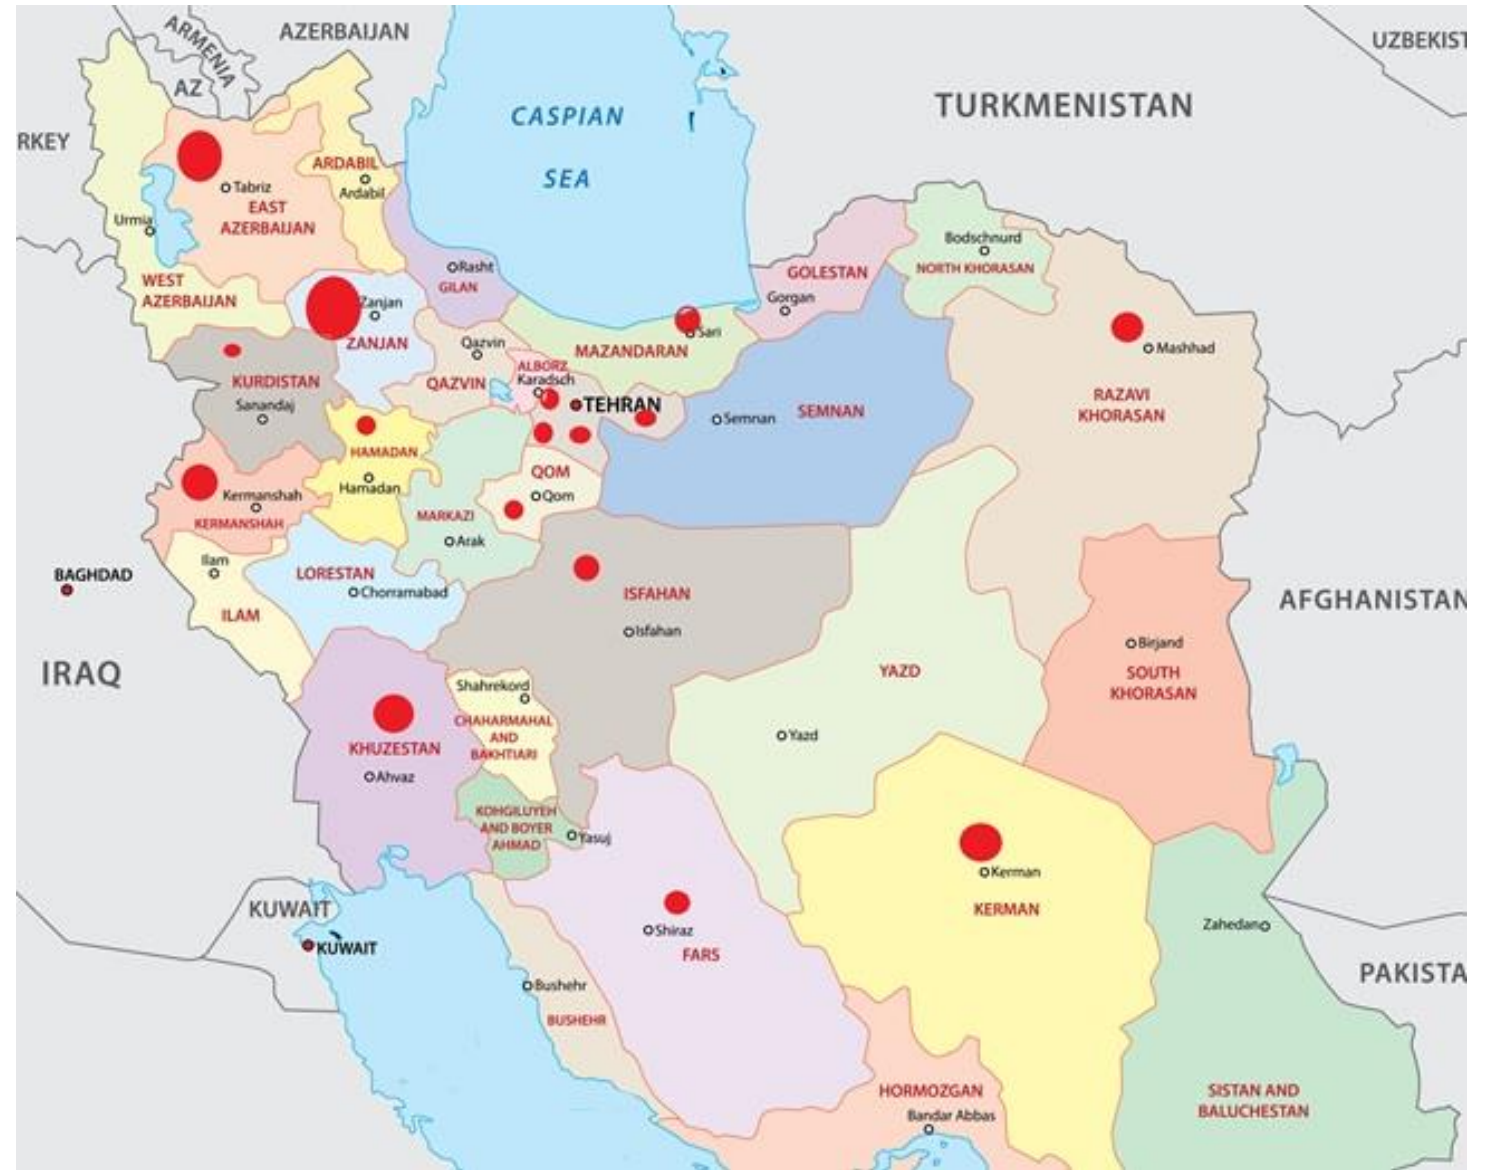 ARMENIA
AZERBAIJAN
UZBEKIST
AZ
CASPIAN
SEA
TURKMENISTAN
RKEY
ARDABIL
Ardabil
Tabriz
EAST
AZERBAIJAN
Urmia
WEST
AZERBAIJAN
Rasht
GILAN
Bodschnurd
NORTH KHORASAN
GOLESTAN
Gorgan
Zanjan
ZANJAN
Sari
MAZANDARAN
Qazvin
QAZVIN
ALBORZ
Karadsch
TEHRAN
Mashhad
RAZAVI
KHORASAN
KURDISTAN
Sanandaj
Semnan
SEMNAN
HAMADAN
Hamadan
QOM
Qom
Kermanshah
KERMANSHAH
MARKAZI
Arak
Ilam
ILAM
LORESTAN
Chorramabad
BAGHDAD
ISFAHAN
Isfahan
AFGHANISTAN
IRAQ
Birjand
SOUTH
KHORASAN
YAZD
Yazd
Shahrekord
CHAHARMAHAL
AND
BAKHTIARI
KHUZESTAN
Ahvaz
KOHGILUYEH
AND BOYER
AHMAD
Yasuj
Kerman
KERMAN
KUWAIT
KUWAIT
Shiraz
FARS
Zahedan
PAKISTA
Bushehr
BUSHEHR
HORMOZGAN
Bandar Abbas
SISTAN AND
BALUCHESTAN